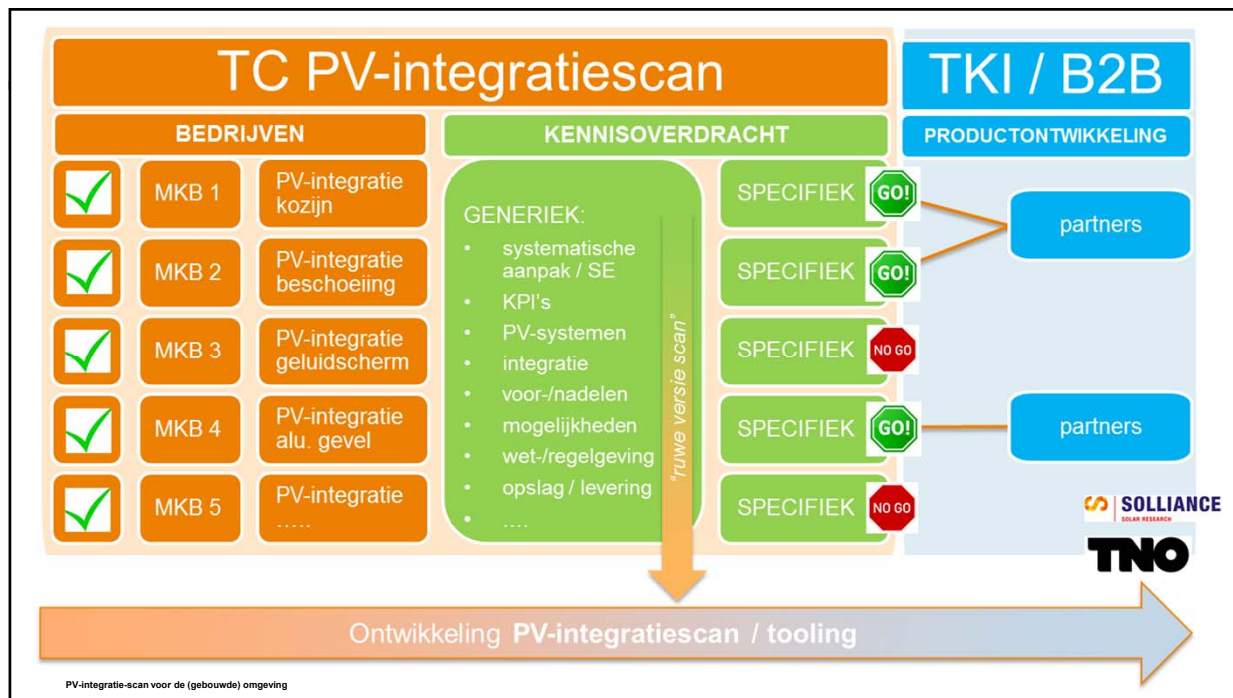 TC PV-integratiescan
TKI / B2B
BEDRIJVEN
KENNISOVERDRACHT
PRODUCTONTWIKKELING
MKB 1
PV-integratie
kozijn
MKB 2
PV-integratie
beschoeiing
MKB 3
PV-integratie
geluidscherm
MKB 4
PV-integratie
alu. gevel
MKB 5
PV-integratie
.....
GENERIEK:
• systematische
aanpak / SE
• KPI's
• PV-systemen
• integratie
• voor-/nadelen
• mogelijkheden
• wet-/regelgeving
• opslag / levering
• ....
"ruwe versie scan"
SPECIFIEK
GO!
SPECIFIEK
GO!
SPECIFIEK
NO GO
SPECIFIEK
GO!
SPECIFIEK
NO GO
partners
partners
SOLLIANCE
SOLAR RESEARCH
TNO
Ontwikkeling PV-integratiescan / tooling
PV-integratie-scan voor de (gebouwde) omgeving